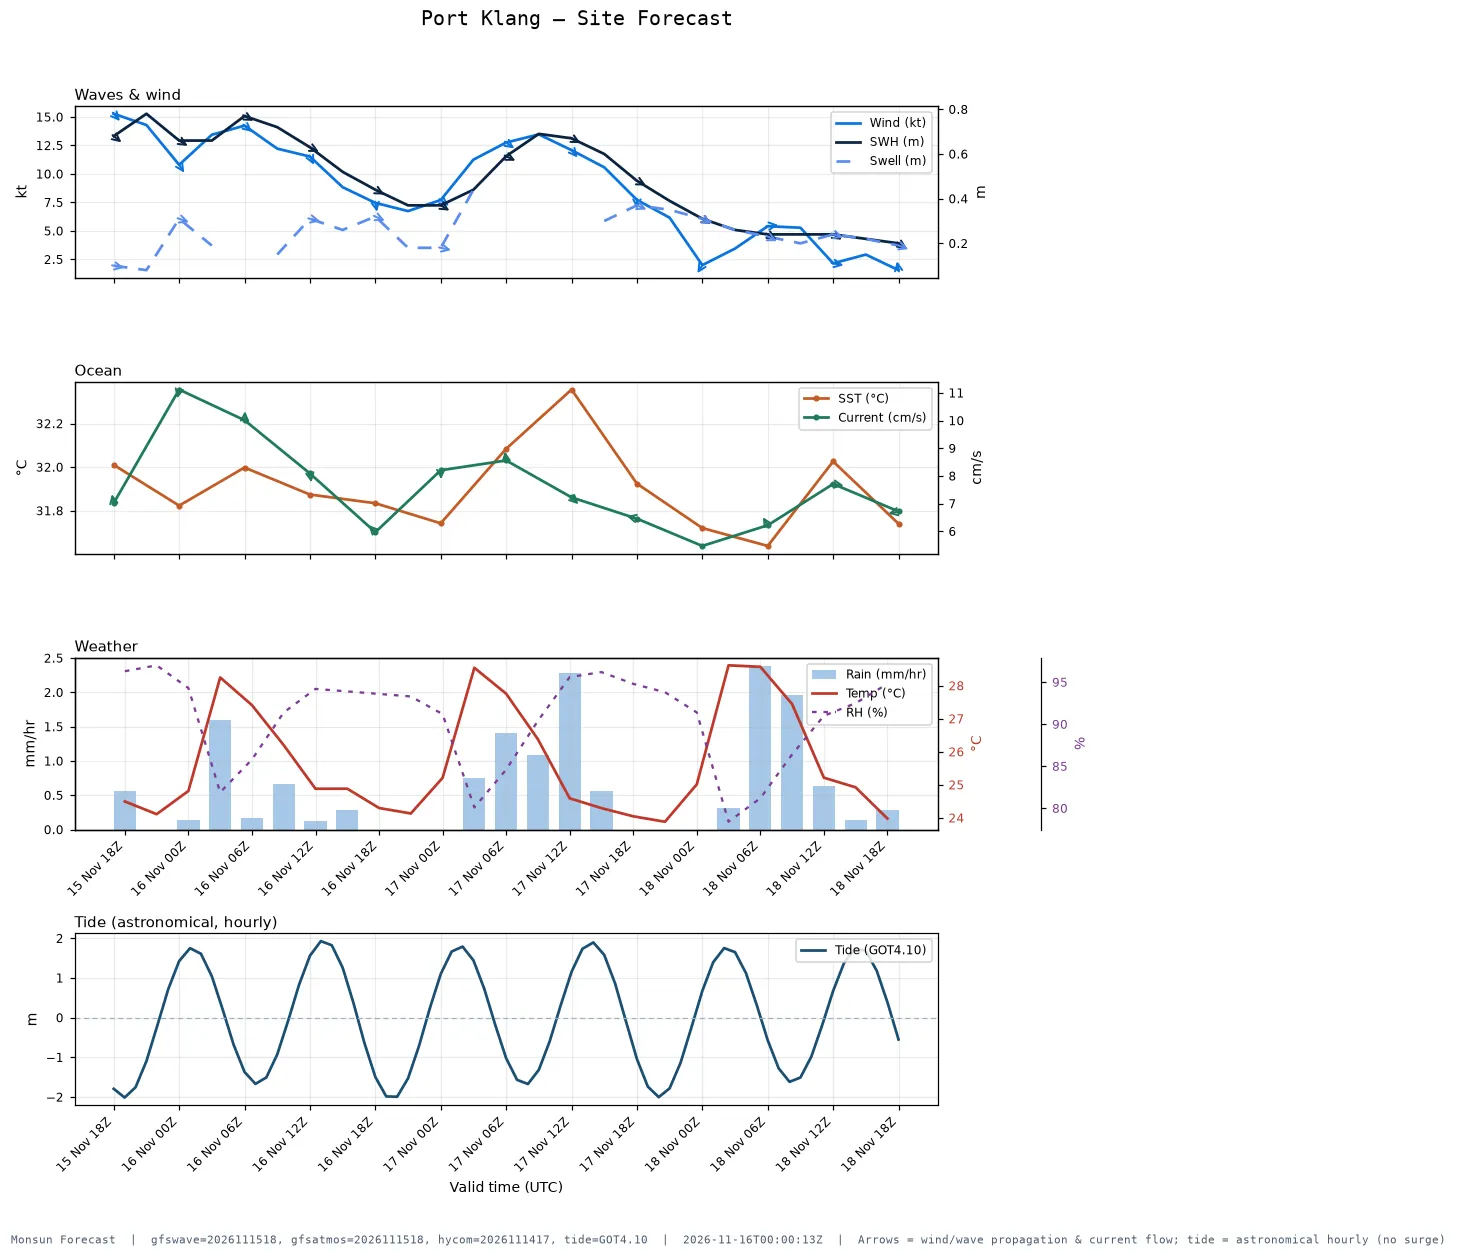 Port Klang — Site Forecast
Waves & wind
15.0
12.5
10.0
7.5
5.0
2.5
kt
0.8
0.6
0.4
0.2
m
Wind (kt)
SWH (m)
Swell (m)
Ocean
32.2
32.0
31.8
°C
11
10
9
8
7
6
cm/s
SST (°C)
Current (cm/s)
Weather
2.5
2.0
1.5
1.0
0.5
0.0
mm/hr
28
27
26
25
24
°C
95
90
85
80
%
Rain (mm/hr)
Temp (°C)
RH (%)
15 Nov 18Z
16 Nov 00Z
16 Nov 06Z
16 Nov 12Z
16 Nov 18Z
17 Nov 00Z
17 Nov 06Z
17 Nov 12Z
17 Nov 18Z
18 Nov 00Z
18 Nov 06Z
18 Nov 12Z
18 Nov 18Z
Tide (astronomical, hourly)
2
1
0
−1
−2
m
Tide (GOT4.10)
15 Nov 18Z
16 Nov 00Z
16 Nov 06Z
16 Nov 12Z
16 Nov 18Z
17 Nov 00Z
17 Nov 06Z
17 Nov 12Z
17 Nov 18Z
18 Nov 00Z
18 Nov 06Z
18 Nov 12Z
18 Nov 18Z
Valid time (UTC)
Monsun Forecast | gfswave=2026111518, gfsatmos=2026111518, hycom=2026111417, tide=GOT4.10 | 2026-11-16T00:00:13Z | Arrows = wind/wave propagation & current flow; tide = astronomical hourly (no surge)